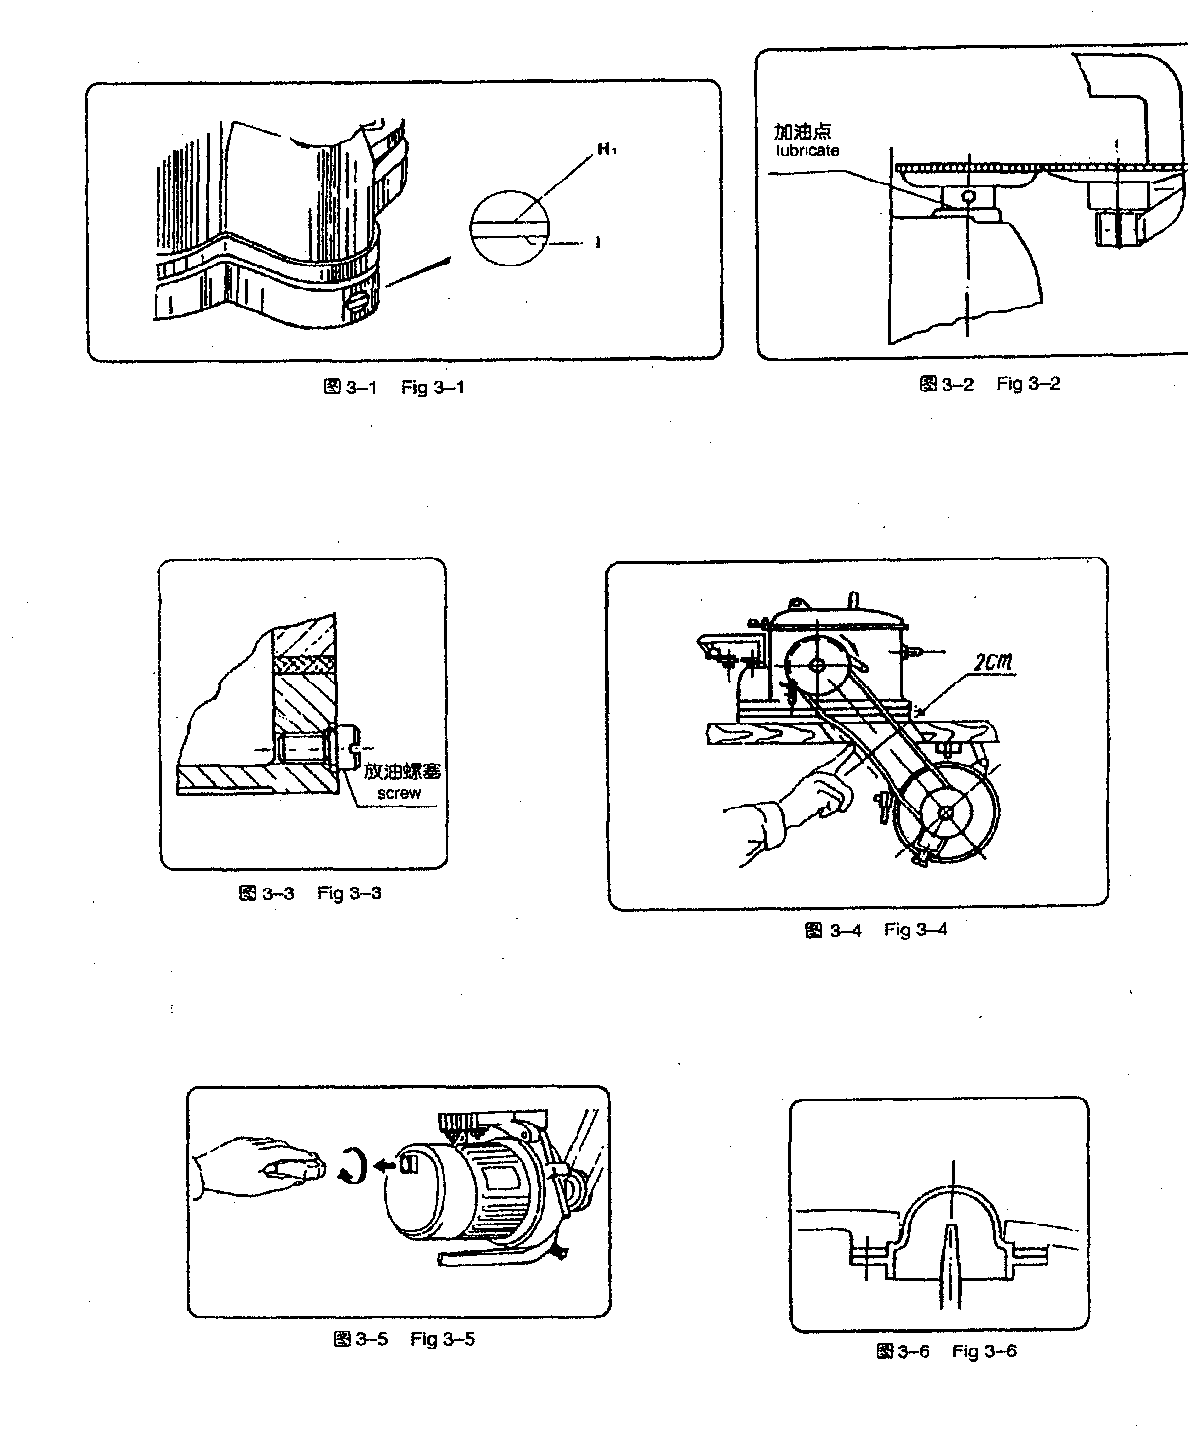 H₁
1
图 3-1 Fig 3-1
加油点
lubricate
图 3-2 Fig 3-2
放油螺塞
screw
图 3-3 Fig 3-3
2cm
图 3-4 Fig 3-4
图 3-5 Fig 3-5
图 3-6 Fig 3-6